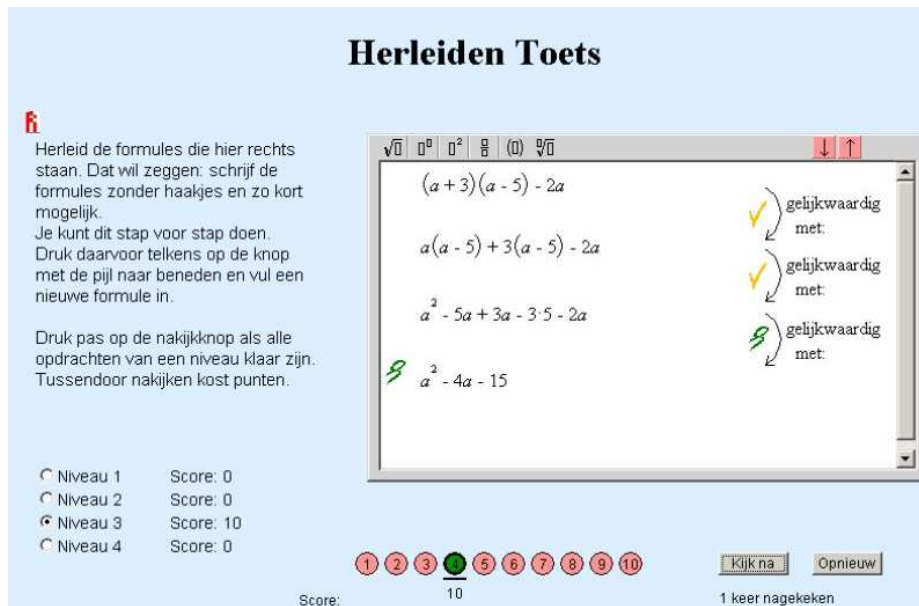 Herleiden Toets
Herleid de formules die hier rechts
staan. Dat wil zeggen: schrijf de
formules zonder haakjes en zo kort
mogelijk.
Je kunt dit stap voor stap doen.
Druk daarvoor telkens op de knop
met de pijl naar beneden en vul een
nieuwe formule in.
Druk pas op de nakijkknop als alle
opdrachten van een niveau klaar zijn.
Tussendoor nakijken kost punten.
(a + 3)(a - 5) - 2a
gelijkwaardig
met:
a(a - 5) + 3(a - 5) - 2a
gelijkwaardig
met:
a² - 5a + 3a - 3·5 - 2a
gelijkwaardig
met:
a² - 4a - 15
Niveau 1 Score: 0
Niveau 2 Score: 0
Niveau 3 Score: 10
Niveau 4 Score: 0
1 2 3 4 5 6 7 8 9 10
Kijk na Opnieuw
Score: 10
1 keer nagekeken